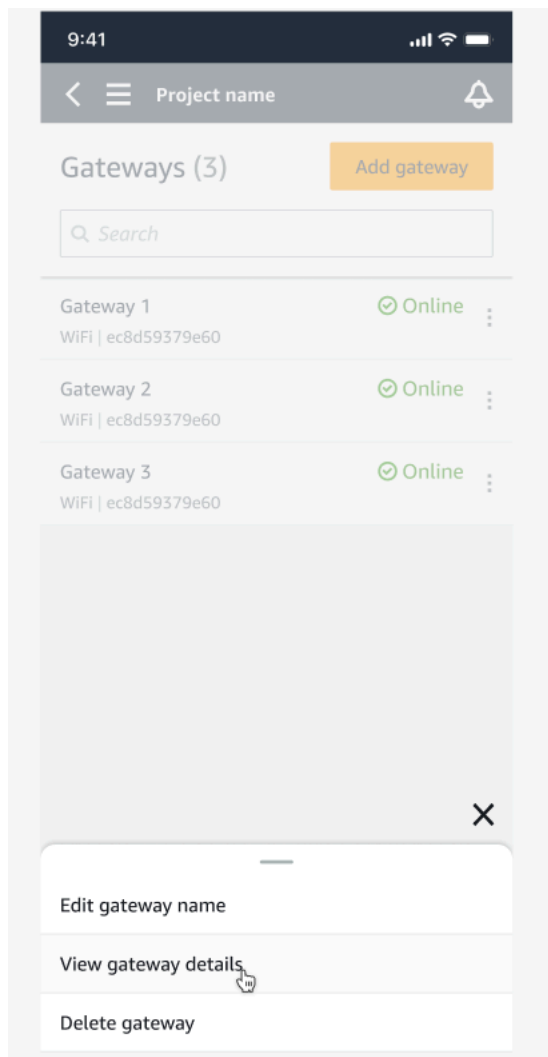 9:41
Project name
Gateways (3)
Add gateway
Search
Gateway 1
Online
WiFi | ec8d59379e60
Gateway 2
Online
WiFi | ec8d59379e60
Gateway 3
Online
WiFi | ec8d59379e60
Edit gateway name
View gateway details
Delete gateway